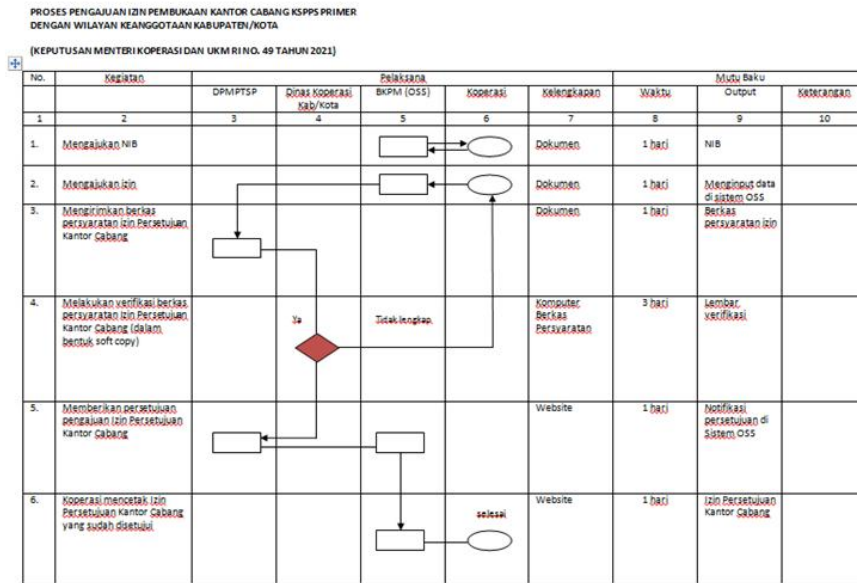 PROSES PENGAJUAN IZIN PEMBUKAAN KANTOR CABANG KSPPS PRIMER
DENGAN WILAYAN KEANGGOTAAN KABUPATEN/KOTA
(KEPUTUSAN MENTERI KOPERASI DAN UKM RI NO. 49 TAHUN 2021)
No. Kegiatan Pelaksana Mutu Baku
DPMPTSP Dinas Koperasi Kab/Kota BKPM (OSS) Koperasi Kelengkapan Waktu Output Keterangan
1 2 3 4 5 6 7 8 9 10
1. Mengajukan NIB Dokumen 1 hari NIB
2. Mengajukan izin Dokumen 1 hari Menginput data
di sistem OSS
3. Mengirimkan berkas Dokumen 1 hari Berkas
persyaratan izin Persetujuan persyaratan izin
Kantor Cabang
4. Melakukan verifikasi berkas Komputer 3 hari Lembar
persyaratan Izin Persetujuan Ya Tidak lengkap Berkas verifikasi
Kantor Cabang (dalam Persyaratan
bentuk soft copy)
5. Memberikan persetujuan Website 1 hari Notifikasi
pengajuan Izin Persetujuan persetujuan di
Kantor Cabang Sistem OSS
6. Koperasi mencetak Izin Website 1 hari Izin Persetujuan
Persetujuan Kantor Cabang selesai Kantor Cabang
yang sudah disetujui